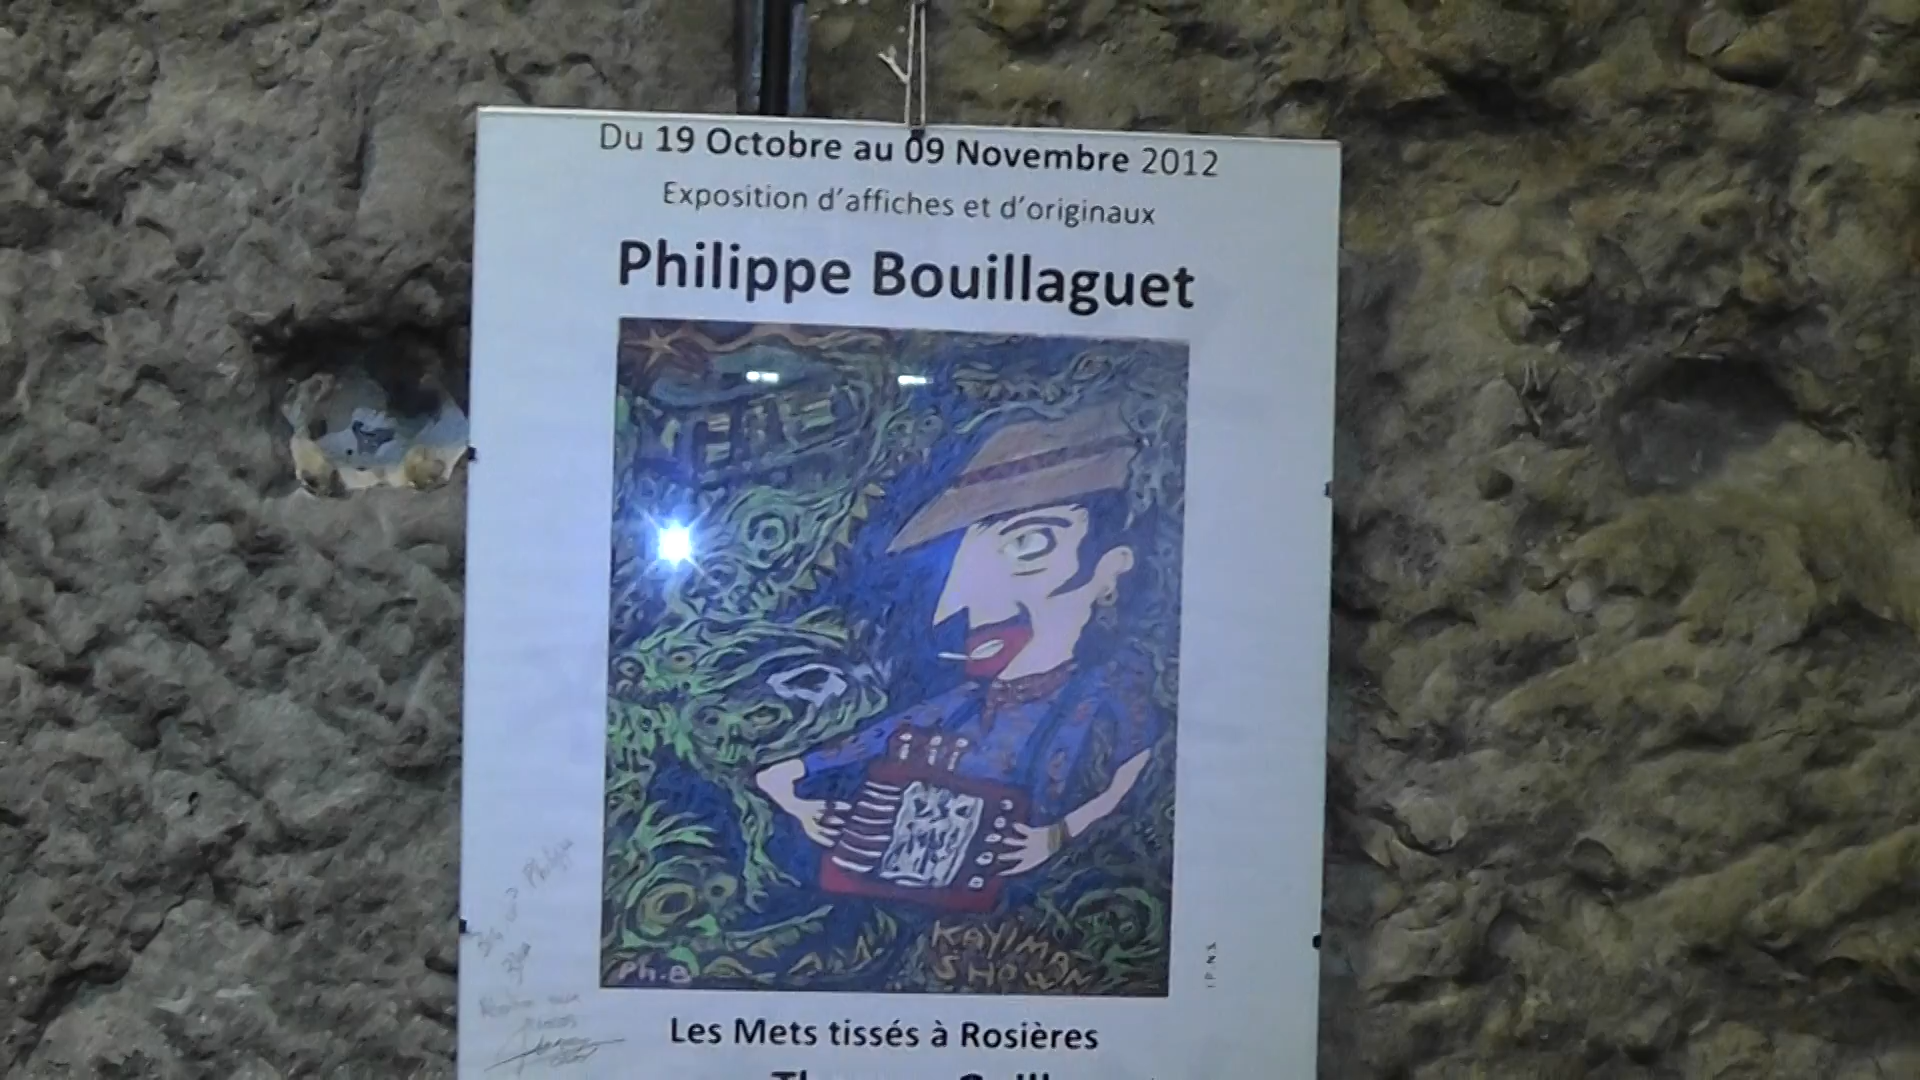 Du 19 Octobre au 09 Novembre 2012
Exposition d'affiches et d'originaux
Philippe Bouillaguet
KAYIMAN
SHOW
Ph.B
Les Mets tissés à Rosières